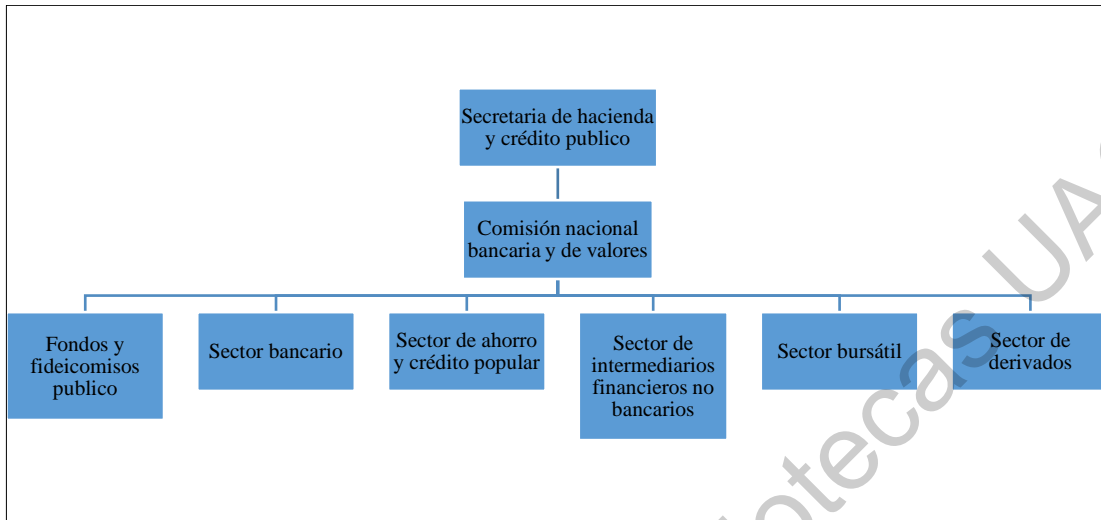 Secretaria de hacienda
y crédito publico
Comisión nacional
bancaria y de valores
Fondos y
fideicomisos
publico
Sector bancario
Sector de ahorro
y crédito popular
Sector de
intermediarios
financieros no
bancarios
Sector bursátil
Sector de
derivados